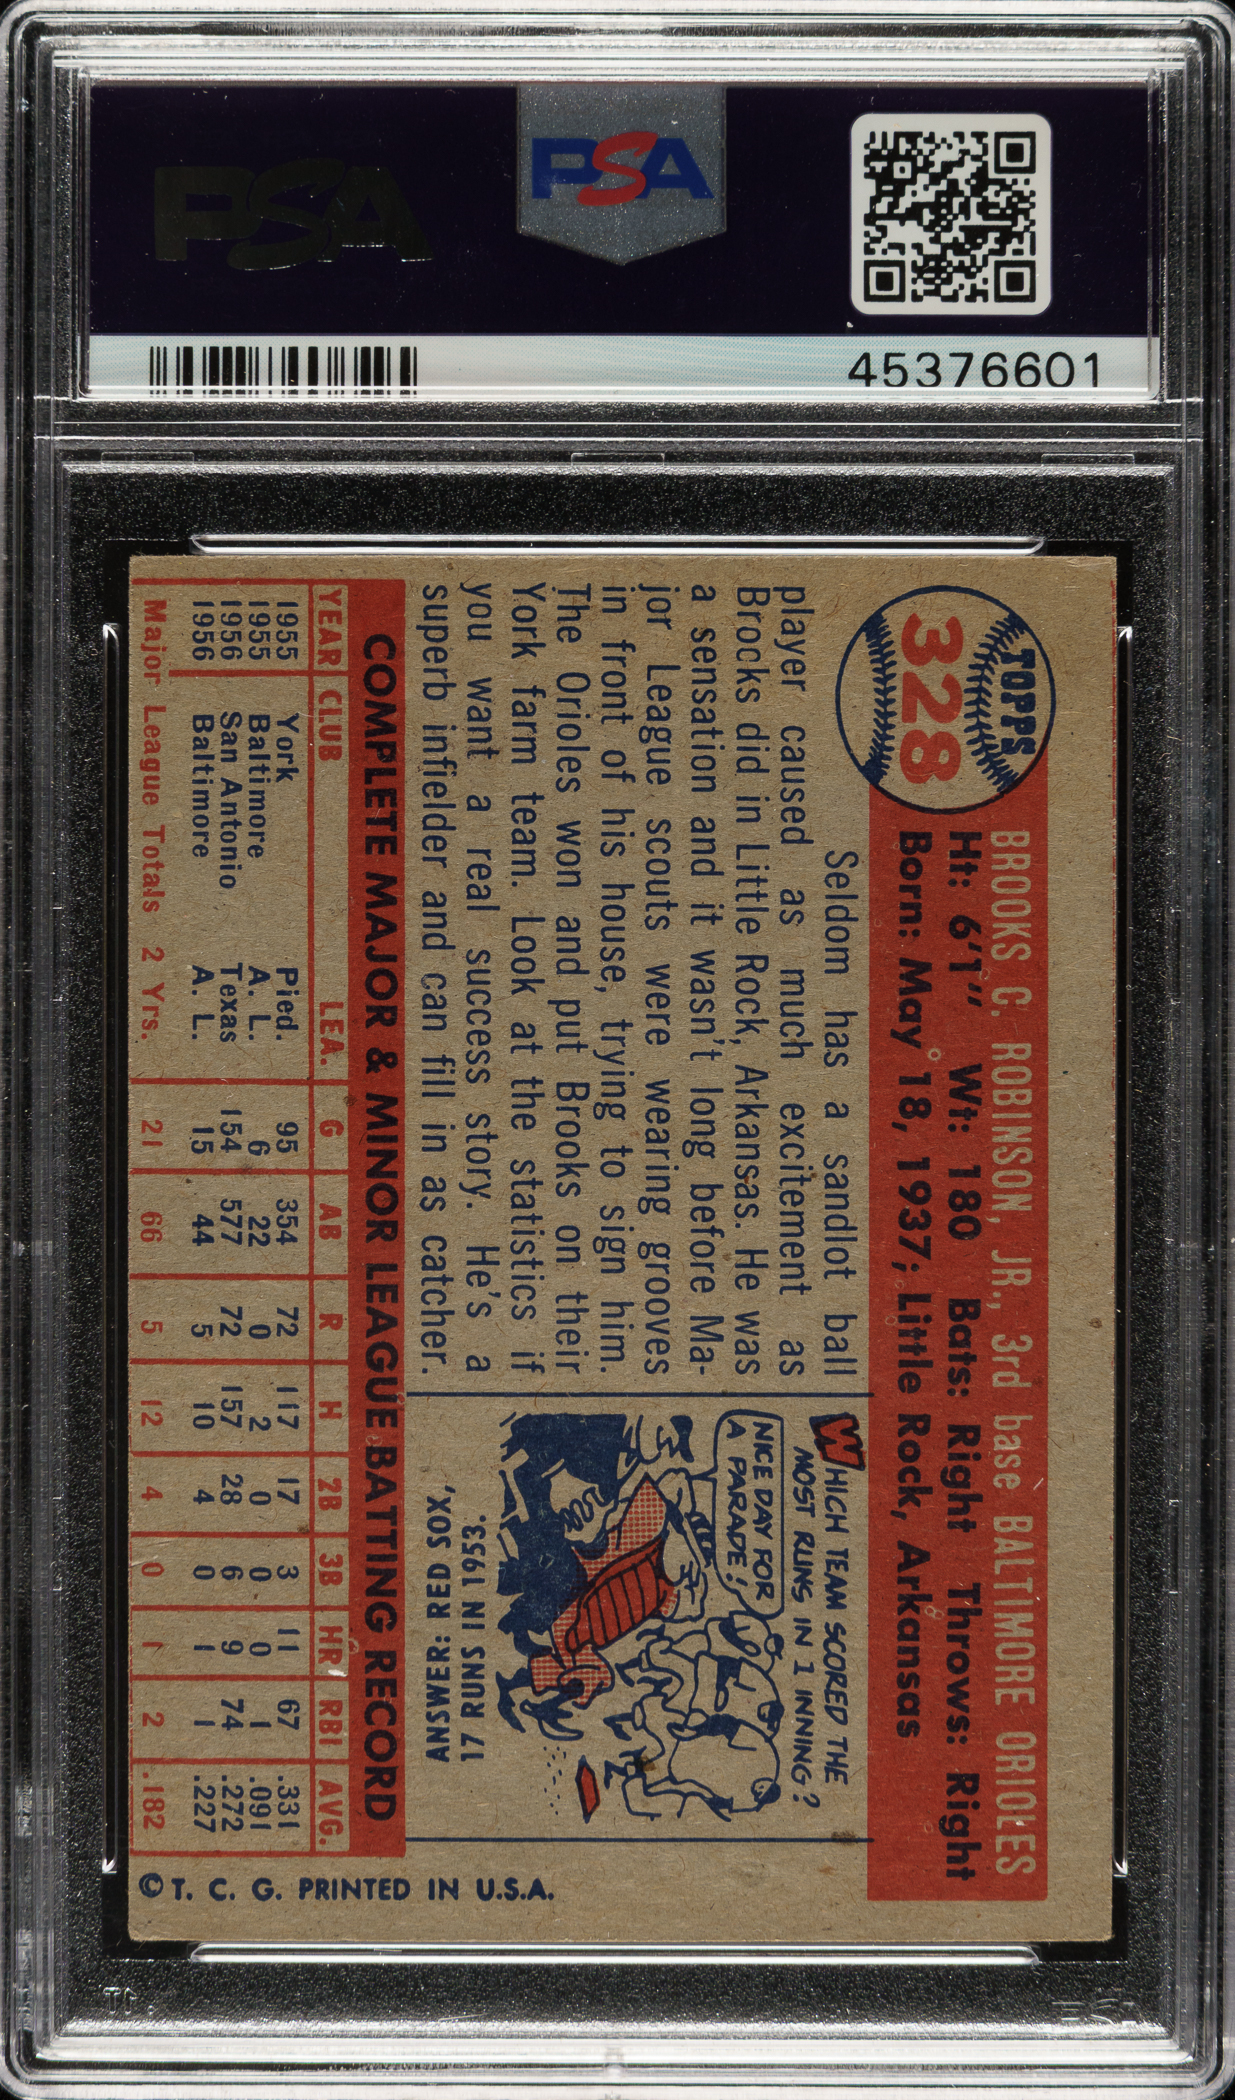 PSA
PSA
45376601
TOPPS
328
BROOKS C. ROBINSON, JR., 3rd base BALTIMORE ORIOLES
Ht: 6'1" Wt: 180 Bats: Right Throws: Right
Born: May 18, 1937; Little Rock, Arkansas
Seldom has a sandlot ball
player caused as much excitement as
Brooks did in Little Rock, Arkansas. He was
a sensation and it wasn't long before Ma-
jor League scouts were wearing grooves
in front of his house, trying to sign him.
The Orioles won and put Brooks on their
York farm team. Look at the statistics if
you want a real success story. He's a
superb infielder and can fill in as catcher.
WHICH TEAM SCORED THE
MOST RUNS IN 1 INNING?
NICE DAY FOR
A PARADE!
ANSWER: RED SOX,
17 RUNS IN 1953.
COMPLETE MAJOR & MINOR LEAGUE BATTING RECORD
YEAR CLUB LEA. G AB R H 2B 3B HR RBI AVG.
1955 York Pied. 95 354 72 117 17 3 11 67 .331
1955 Baltimore A. L. 6 22 0 2 0 0 0 1 .091
1956 San Antonio Texas 154 577 72 157 28 6 9 74 .272
1956 Baltimore A. L. 15 44 5 10 4 0 1 1 .227
Major League Totals 2 Yrs. 21 66 5 12 4 0 1 2 .182
© T. C. G. PRINTED IN U.S.A.